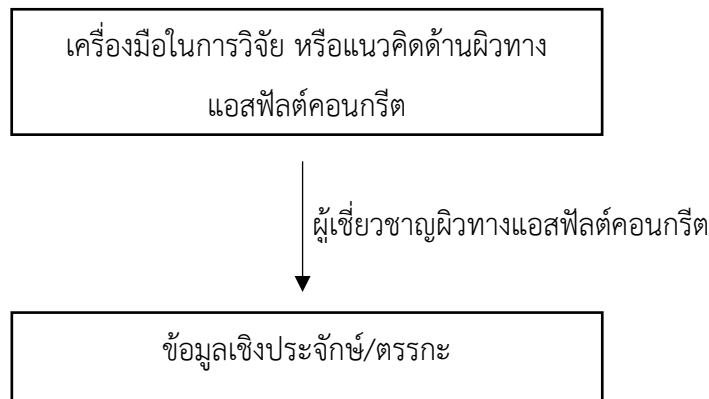 เครื่องมือในการวิจัย หรือแนวคิดด้านผิวทาง
แอสฟัลต์คอนกรีต
ผู้เชี่ยวชาญผิวทางแอสฟัลต์คอนกรีต
ข้อมูลเชิงประจักษ์/ตรรกะ